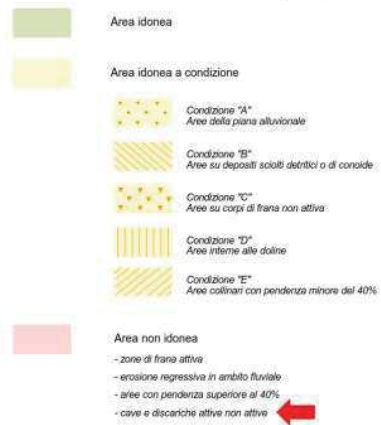 Area idonea
Area idonea a condizione
Condizione "A"
Aree della piana alluvionale
Condizione "B"
Aree su depositi sciolti detritici o di conoide
Condizione "C"
Aree su corpi di frana non attiva
Condizione "D"
Aree interne alle doline
Condizione "E"
Aree collinari con pendenza minore del 40%
Area non idonea
- zone di frana attiva
- erosione regressiva in ambito fluviale
- aree con pendenza superiore al 40%
- cave e discariche attive non attive